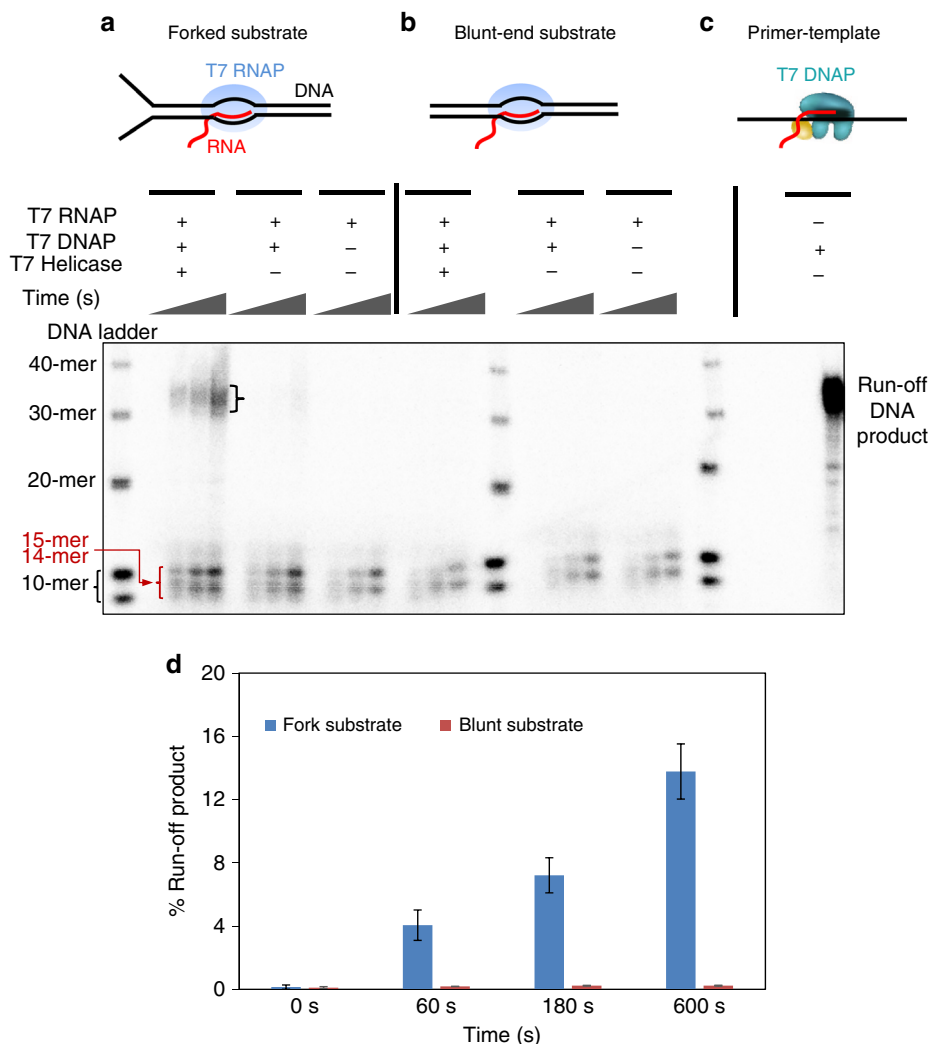 a Forked substrate
b Blunt-end substrate
c Primer-template
T7 RNAP
DNA
RNA
T7 DNAP
T7 RNAP + + + + + + –
T7 DNAP + + – + + – +
T7 Helicase + – – + – – –
Time (s)
DNA ladder
40-mer
30-mer
20-mer
15-mer
14-mer
10-mer
Run-off
DNA
product
d
20
16
12
8
4
0
% Run-off product
Fork substrate
Blunt substrate
0 s 60 s 180 s 600 s
Time (s)